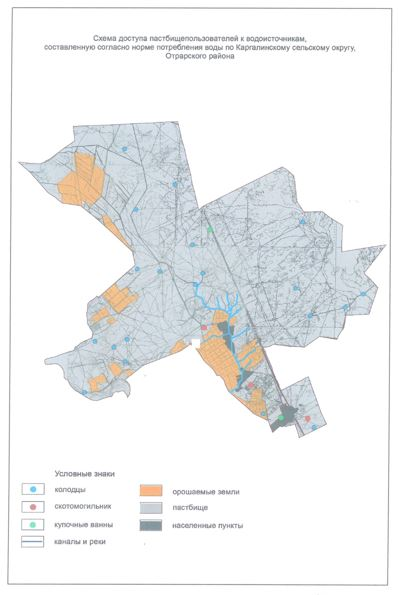 Схема доступа пастбищепользователей к водоисточникам,
составленную согласно норме потребления воды по Каргалинскому сельскому округу,
Отрарского района
Условные знаки
колодцы
скотомогильник
купочные ванны
каналы и реки
орошаемые земли
пастбище
населенные пункты